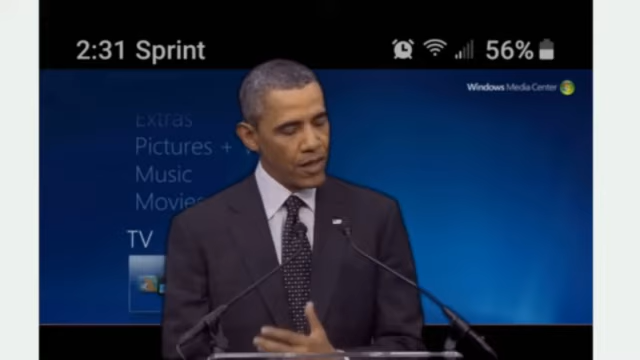 2:31 Sprint 56%
Windows Media Center
Extras
Pictures +
Music
Movies
TV